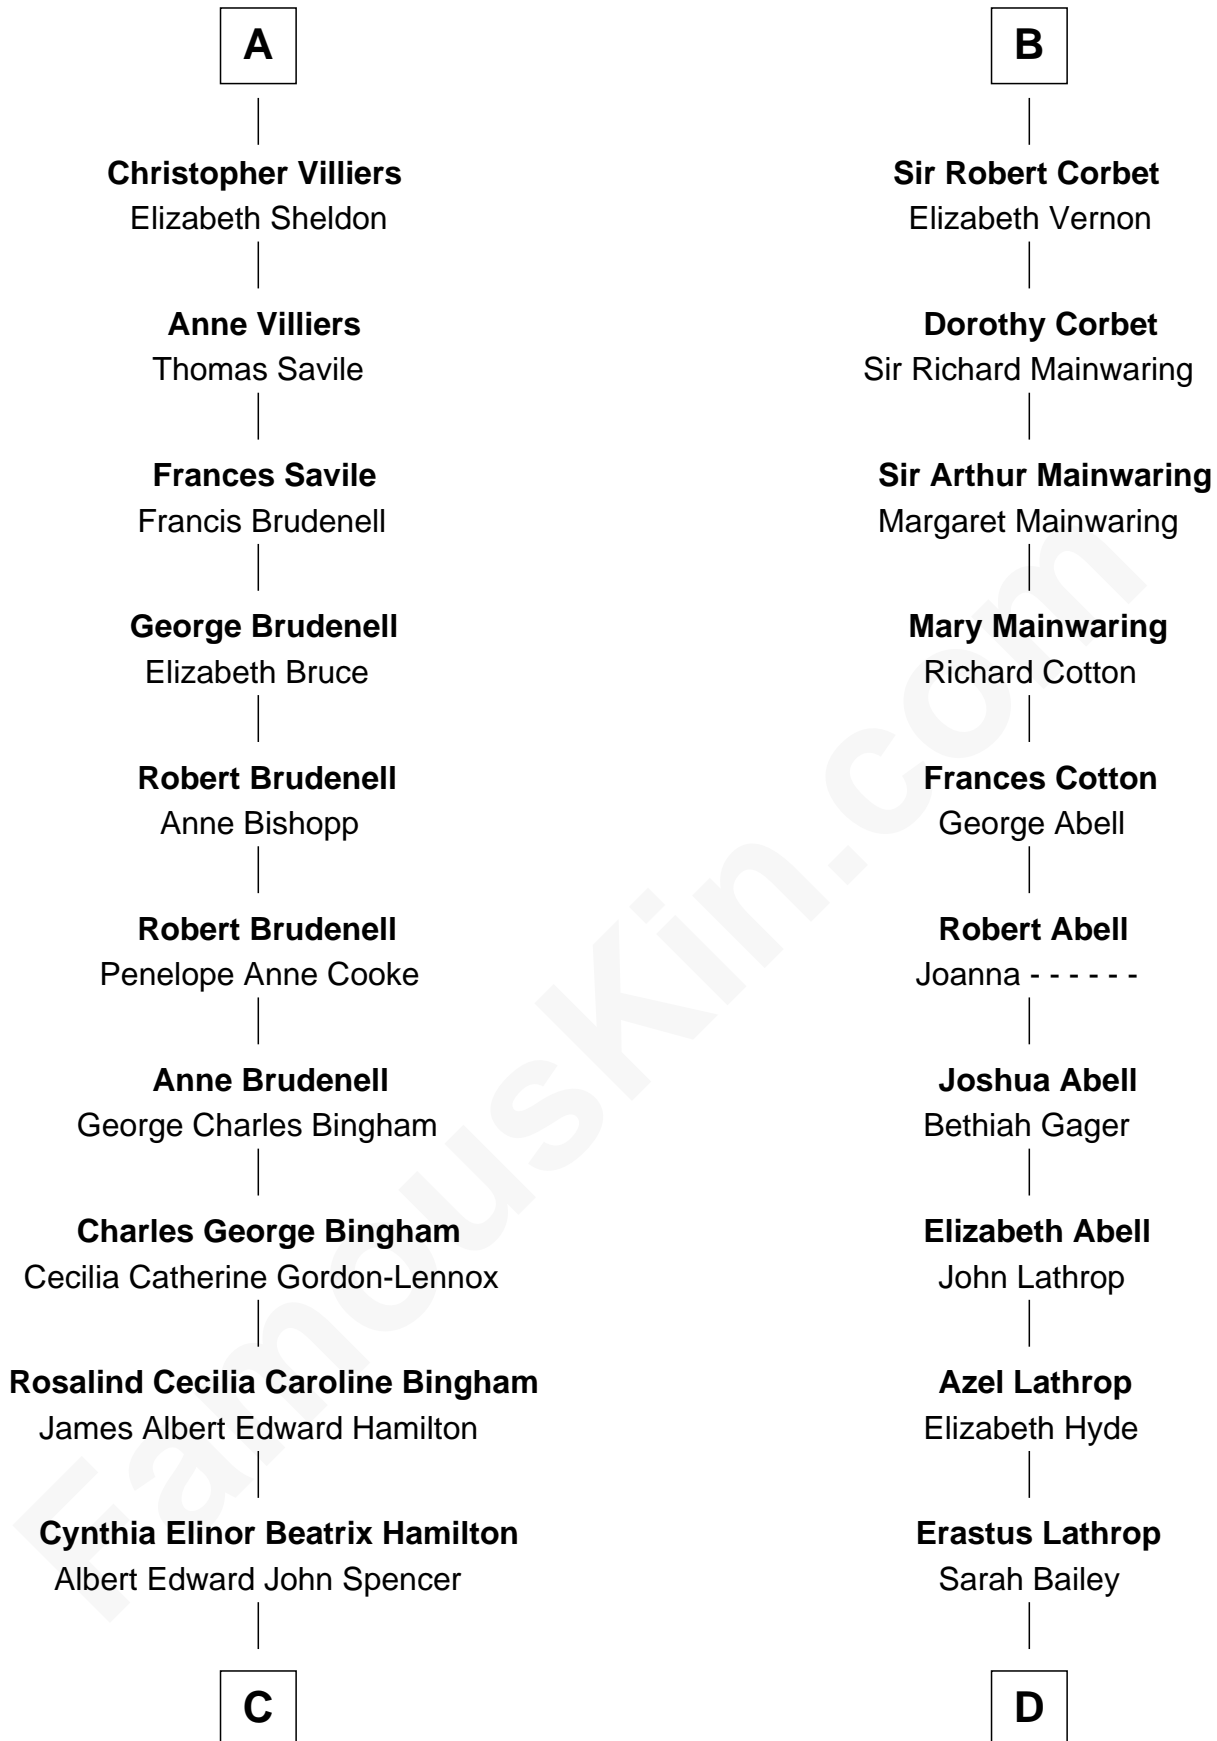 A
Christopher Villiers
Elizabeth Sheldon
Anne Villiers
Thomas Savile
Frances Savile
Francis Brudenell
George Brudenell
Elizabeth Bruce
Robert Brudenell
Anne Bishopp
Robert Brudenell
Penelope Anne Cooke
Anne Brudenell
George Charles Bingham
Charles George Bingham
Cecilia Catherine Gordon-Lennox
Rosalind Cecilia Caroline Bingham
James Albert Edward Hamilton
Cynthia Elinor Beatrix Hamilton
Albert Edward John Spencer
C
B
Sir Robert Corbet
Elizabeth Vernon
Dorothy Corbet
Sir Richard Mainwaring
Sir Arthur Mainwaring
Margaret Mainwaring
Mary Mainwaring
Richard Cotton
Frances Cotton
George Abell
Robert Abell
Joanna - - - - - -
Joshua Abell
Bethiah Gager
Elizabeth Abell
John Lathrop
Azel Lathrop
Elizabeth Hyde
Erastus Lathrop
Sarah Bailey
D
FamousKin.com